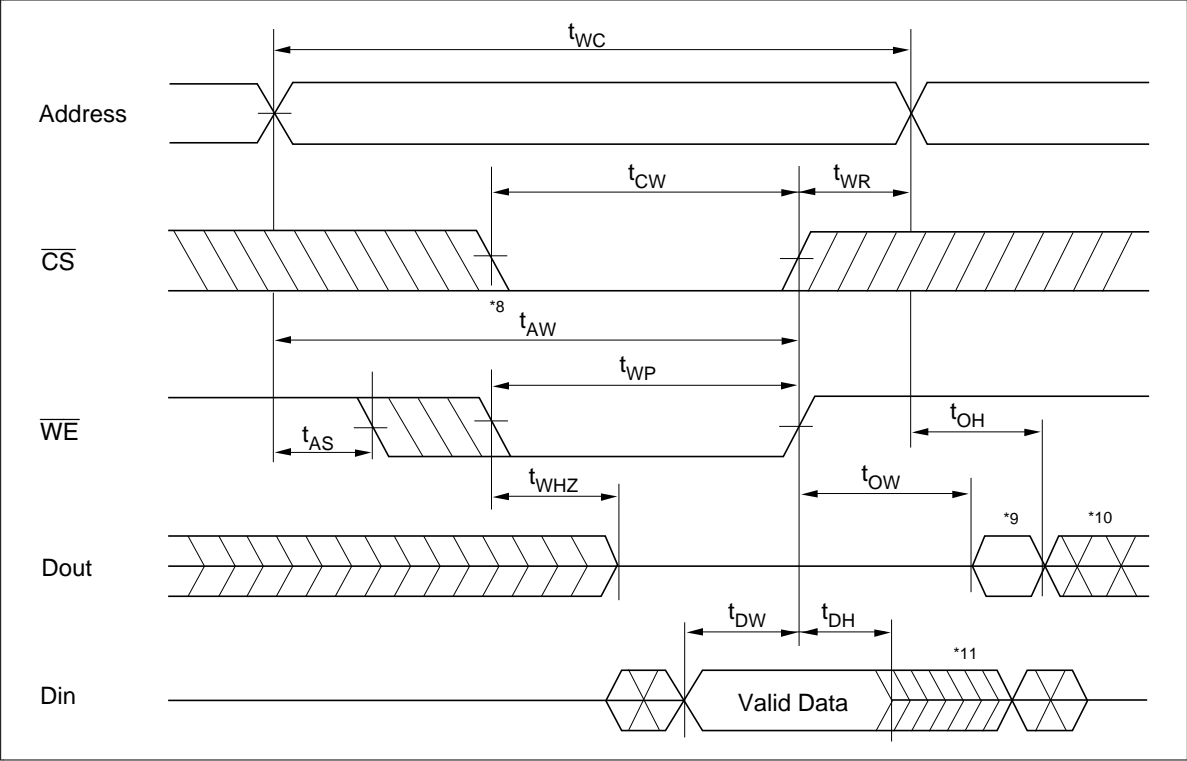 tWC
Address
tCW
tWR
CS
*8
tAW
tWP
WE
tAS
tOH
tWHZ
tOW
*9
*10
Dout
tDW
tDH
*11
Din
Valid Data